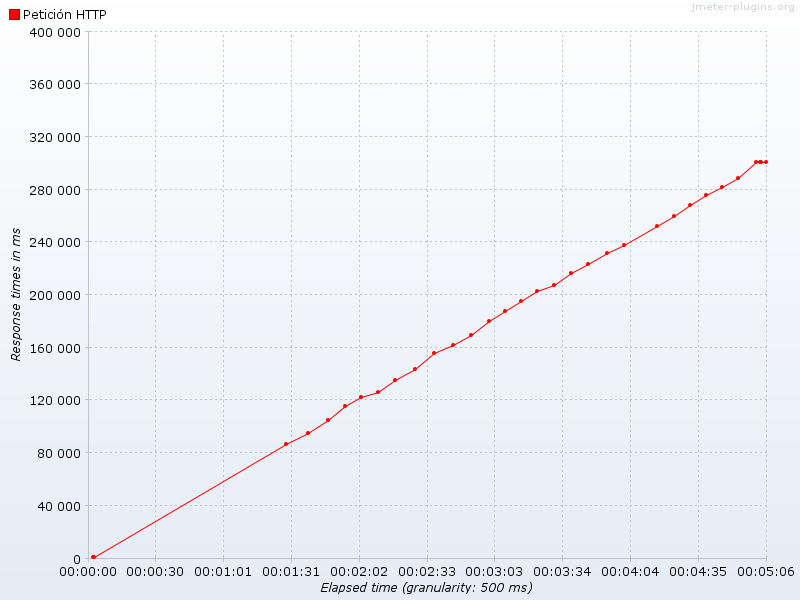 jmeter-plugins.org
Petición HTTP
400 000
360 000
320 000
280 000
240 000
200 000
160 000
120 000
80 000
40 000
0
Response times in ms
00:00:00 00:00:30 00:01:01 00:01:31 00:02:02 00:02:33 00:03:03 00:03:34 00:04:04 00:04:35 00:05:06
Elapsed time (granularity: 500 ms)